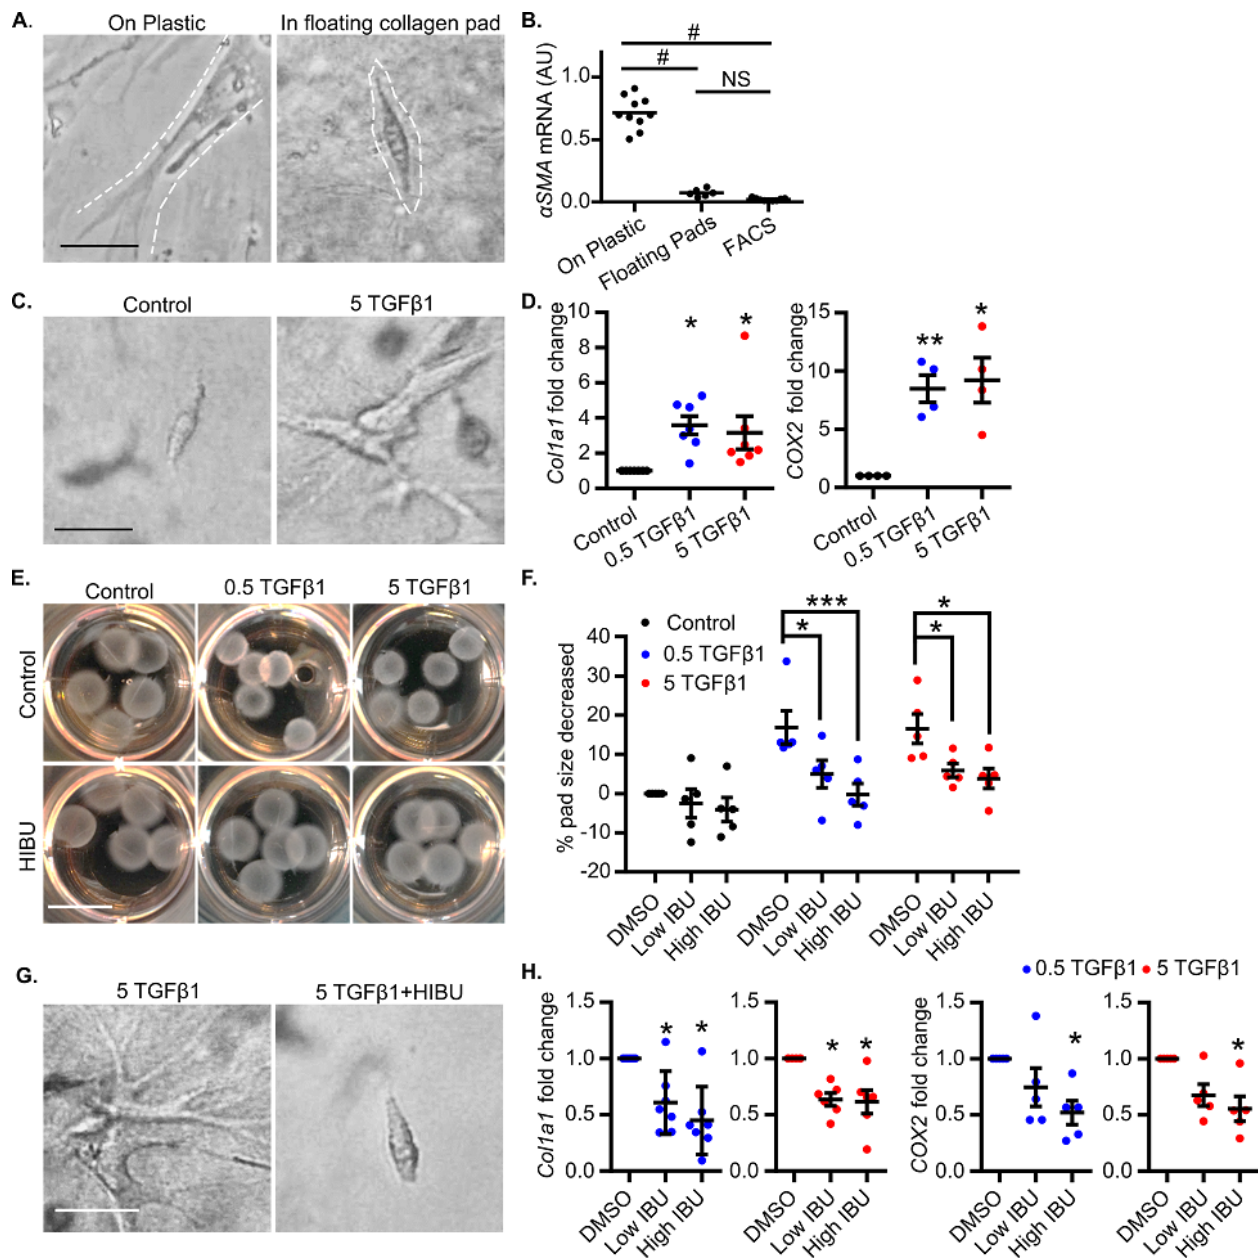 A.
On Plastic
In floating collagen pad
B.
#
#
NS
αSMA mRNA (AU)
1.0
0.5
0.0
On Plastic
Floating Pads
FACS
C.
Control
5 TGFβ1
D.
Col1a1 fold change
10
8
6
4
2
0
*
*
Control
0.5 TGFβ1
5 TGFβ1
COX2 fold change
15
10
5
0
**
*
Control
0.5 TGFβ1
5 TGFβ1
E.
Control
0.5 TGFβ1
5 TGFβ1
Control
HIBU
F.
% pad size decreased
40
30
20
10
0
-10
-20
Control
0.5 TGFβ1
5 TGFβ1
***
*
*
*
DMSO
Low IBU
High IBU
DMSO
Low IBU
High IBU
DMSO
Low IBU
High IBU
G.
5 TGFβ1
5 TGFβ1+HIBU
H.
0.5 TGFβ1
5 TGFβ1
Col1a1 fold change
1.5
1.0
0.5
0.0
*
*
DMSO
Low IBU
High IBU
1.5
1.0
0.5
0.0
*
*
DMSO
Low IBU
High IBU
COX2 fold change
1.5
1.0
0.5
0.0
*
DMSO
Low IBU
High IBU
1.5
1.0
0.5
0.0
*
DMSO
Low IBU
High IBU